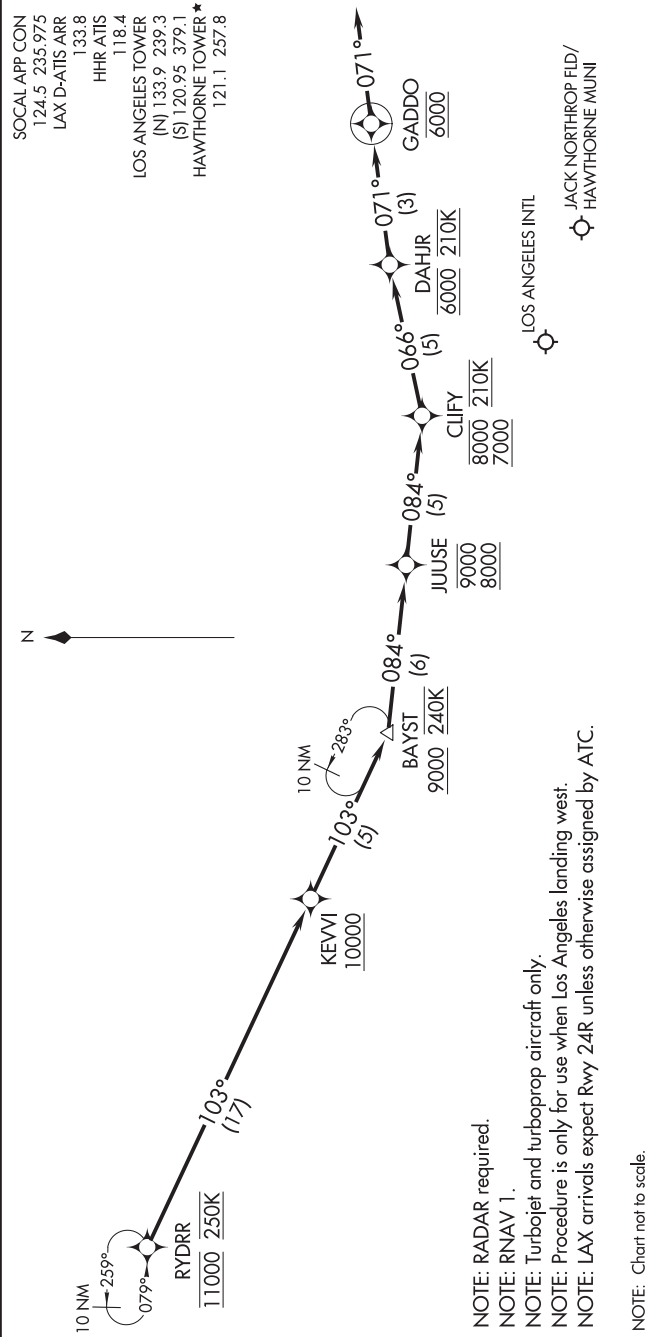 SOCAL APP CON
124.5 235.975
LAX D-ATIS ARR
133.8
HHR ATIS
118.4
LOS ANGELES TOWER
(N) 133.9 239.3
(S) 120.95 379.1
HAWTHORNE TOWER★
121.1 257.8
N
10 NM
259°
079°
RYDRR
11000 250K
103°
(17)
KEVVI
10000
103°
(5)
10 NM
283°
BAYST
9000 240K
084°
(6)
JUUSE
9000
8000
084°
(5)
CLIFY
8000 210K
7000
066°
(5)
DAHJR
6000 210K
071°
(3)
GADDO
6000
071°
LOS ANGELES INTL
JACK NORTHROP FLD/
HAWTHORNE MUNI
NOTE: RADAR required.
NOTE: RNAV 1.
NOTE: Turbojet and turboprop aircraft only.
NOTE: Procedure is only for use when Los Angeles landing west.
NOTE: LAX arrivals expect Rwy 24R unless otherwise assigned by ATC.
NOTE: Chart not to scale.